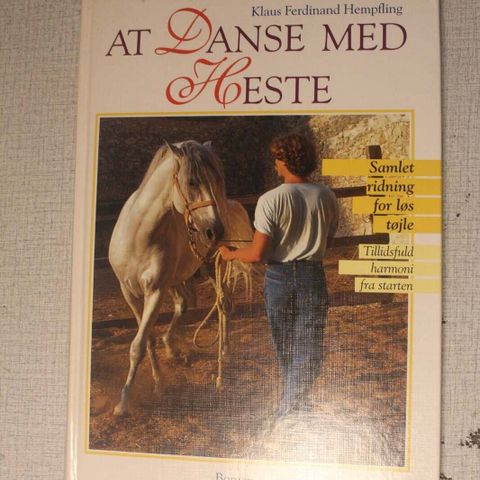 Klaus Ferdinand Hempfling
AT DANSE MED
HESTE
Samlet
ridning
for løs
tøjle
Tillidsfuld
harmoni
fra starten